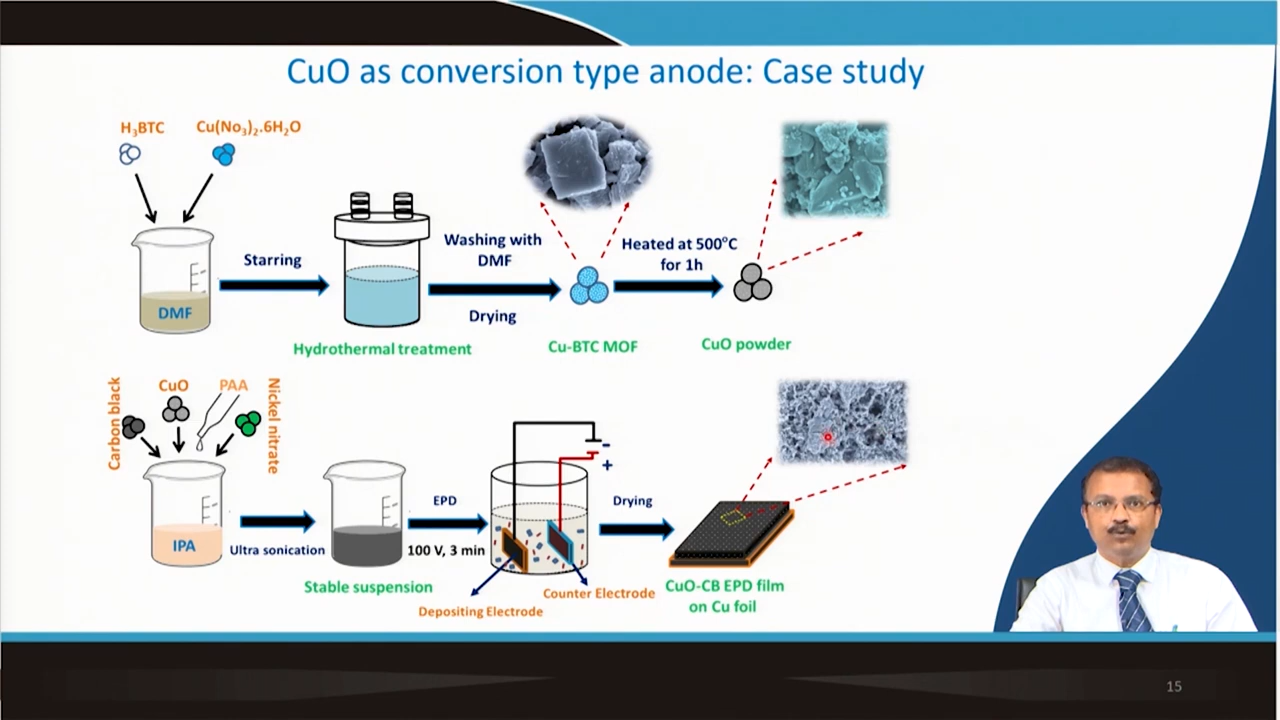 CuO as conversion type anode: Case study
H₃BTC
Cu(No₃)₂.6H₂O
DMF
Starring
Hydrothermal treatment
Washing with
DMF
Drying
Cu-BTC MOF
Heated at 500°C
for 1h
CuO powder
Carbon black
CuO
PAA
Nickel nitrate
IPA
Ultra sonication
Stable suspension
EPD
100 V, 3 min
-
+
Depositing Electrode
Counter Electrode
Drying
CuO-CB EPD film
on Cu foil
15